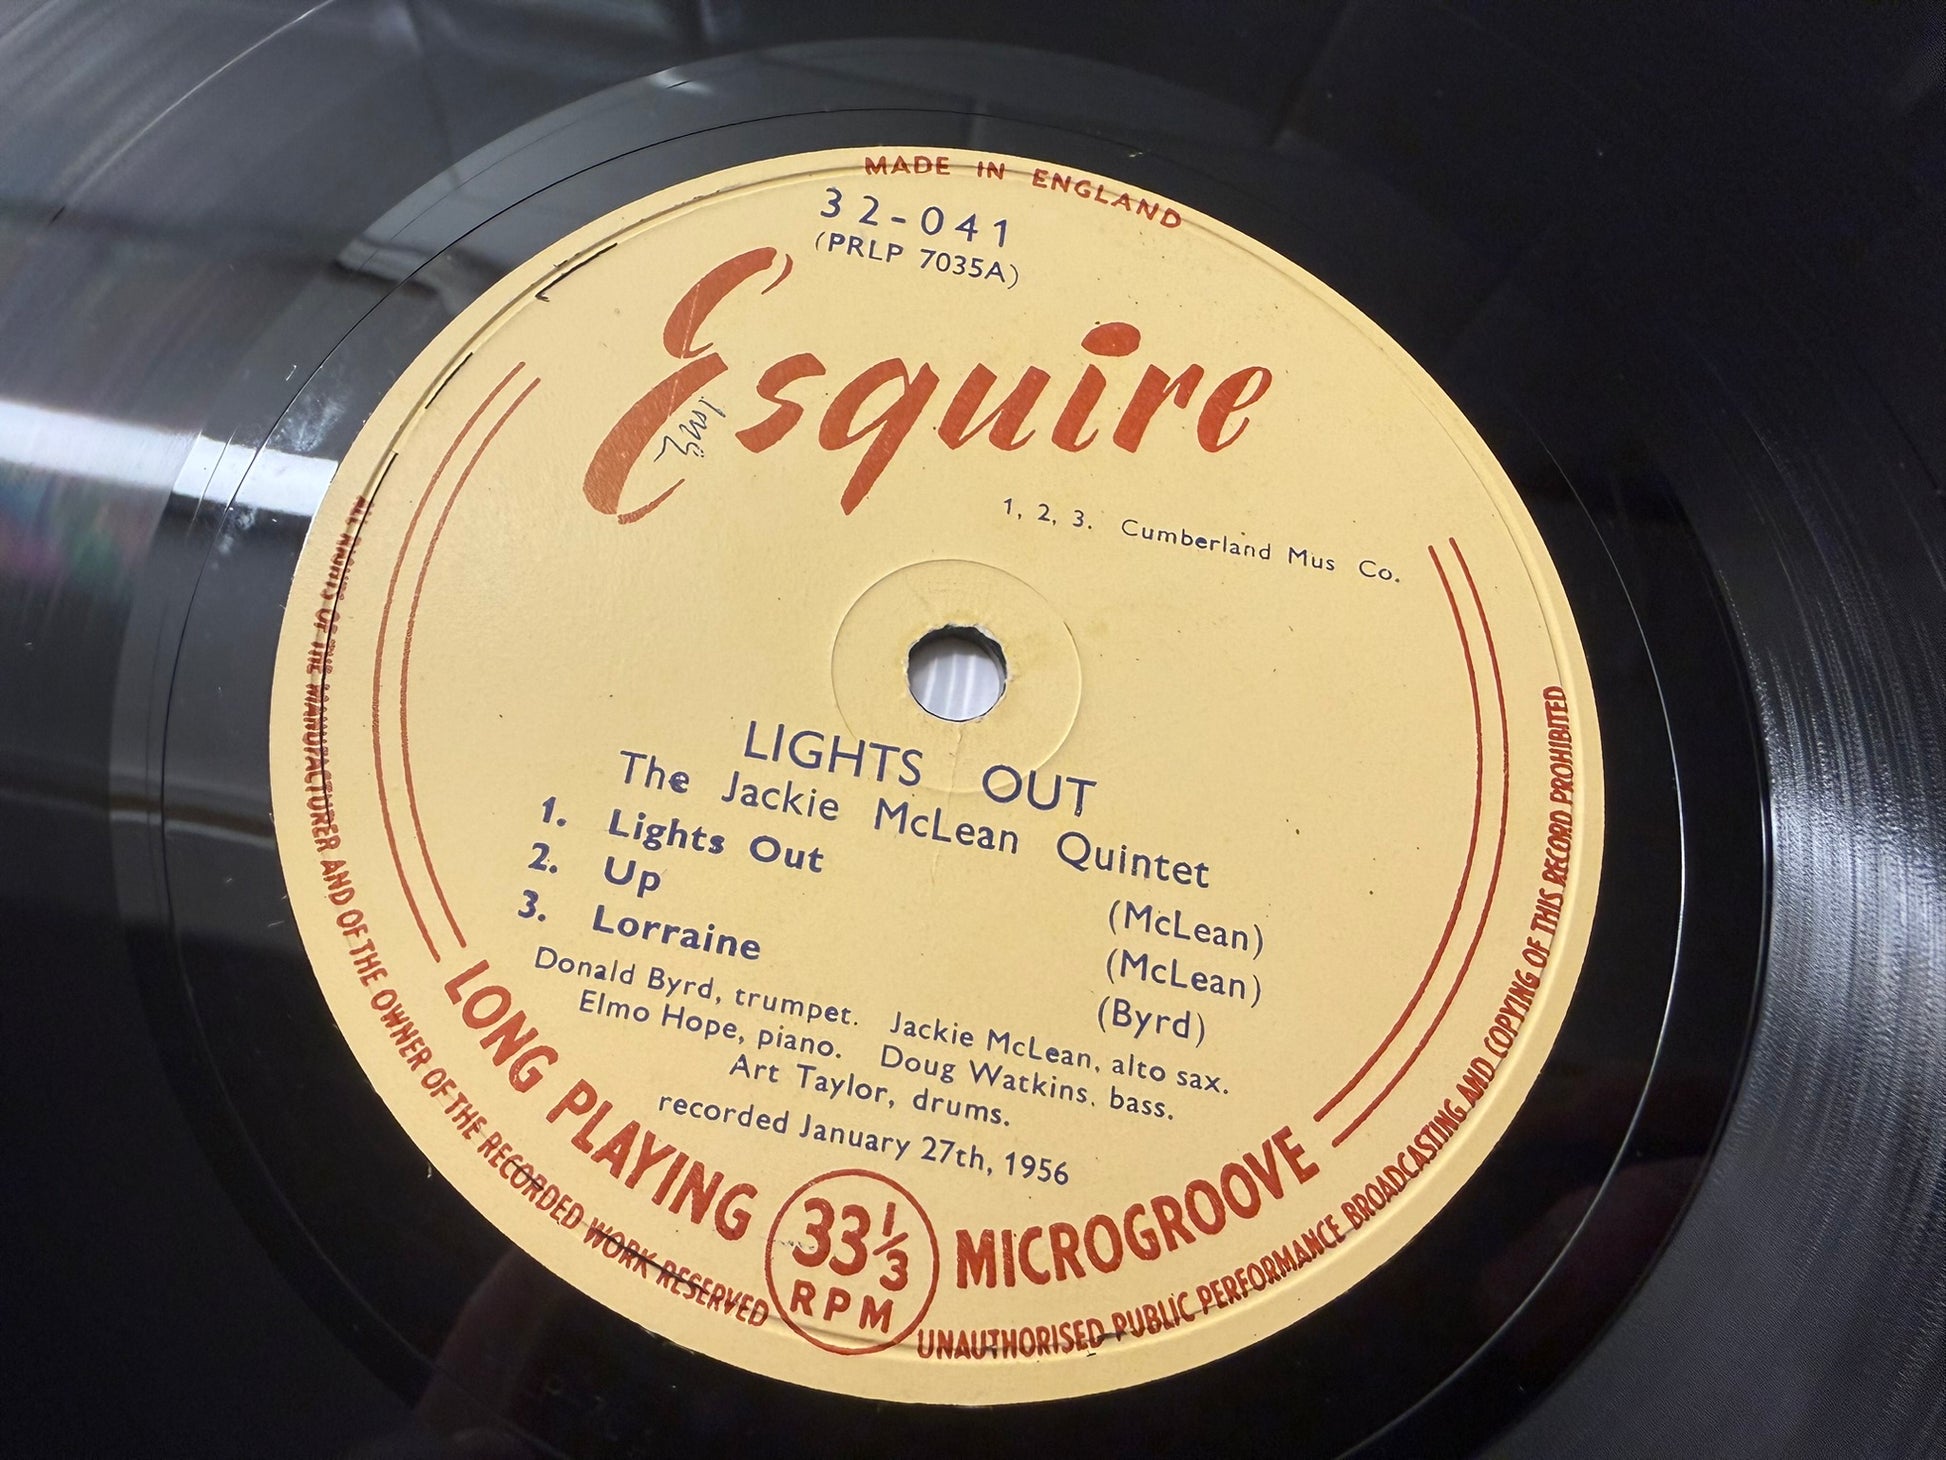 MADE IN ENGLAND
32-041
(PRLP 7035A)
Esquire
1, 2, 3. Cumberland Mus Co.
LIGHTS OUT
The Jackie McLean Quintet
1. Lights Out (McLean)
2. Up (McLean)
3. Lorraine (Byrd)
Donald Byrd, trumpet. Jackie McLean, alto sax.
Elmo Hope, piano. Doug Watkins, bass.
Art Taylor, drums.
recorded January 27th, 1956
LONG PLAYING 33⅓ RPM MICROGROOVE
ALL RIGHTS OF THE MANUFACTURER AND OF THE OWNER OF THE RECORDED WORK RESERVED
UNAUTHORISED PUBLIC PERFORMANCE BROADCASTING AND COPYING OF THIS RECORD PROHIBITED